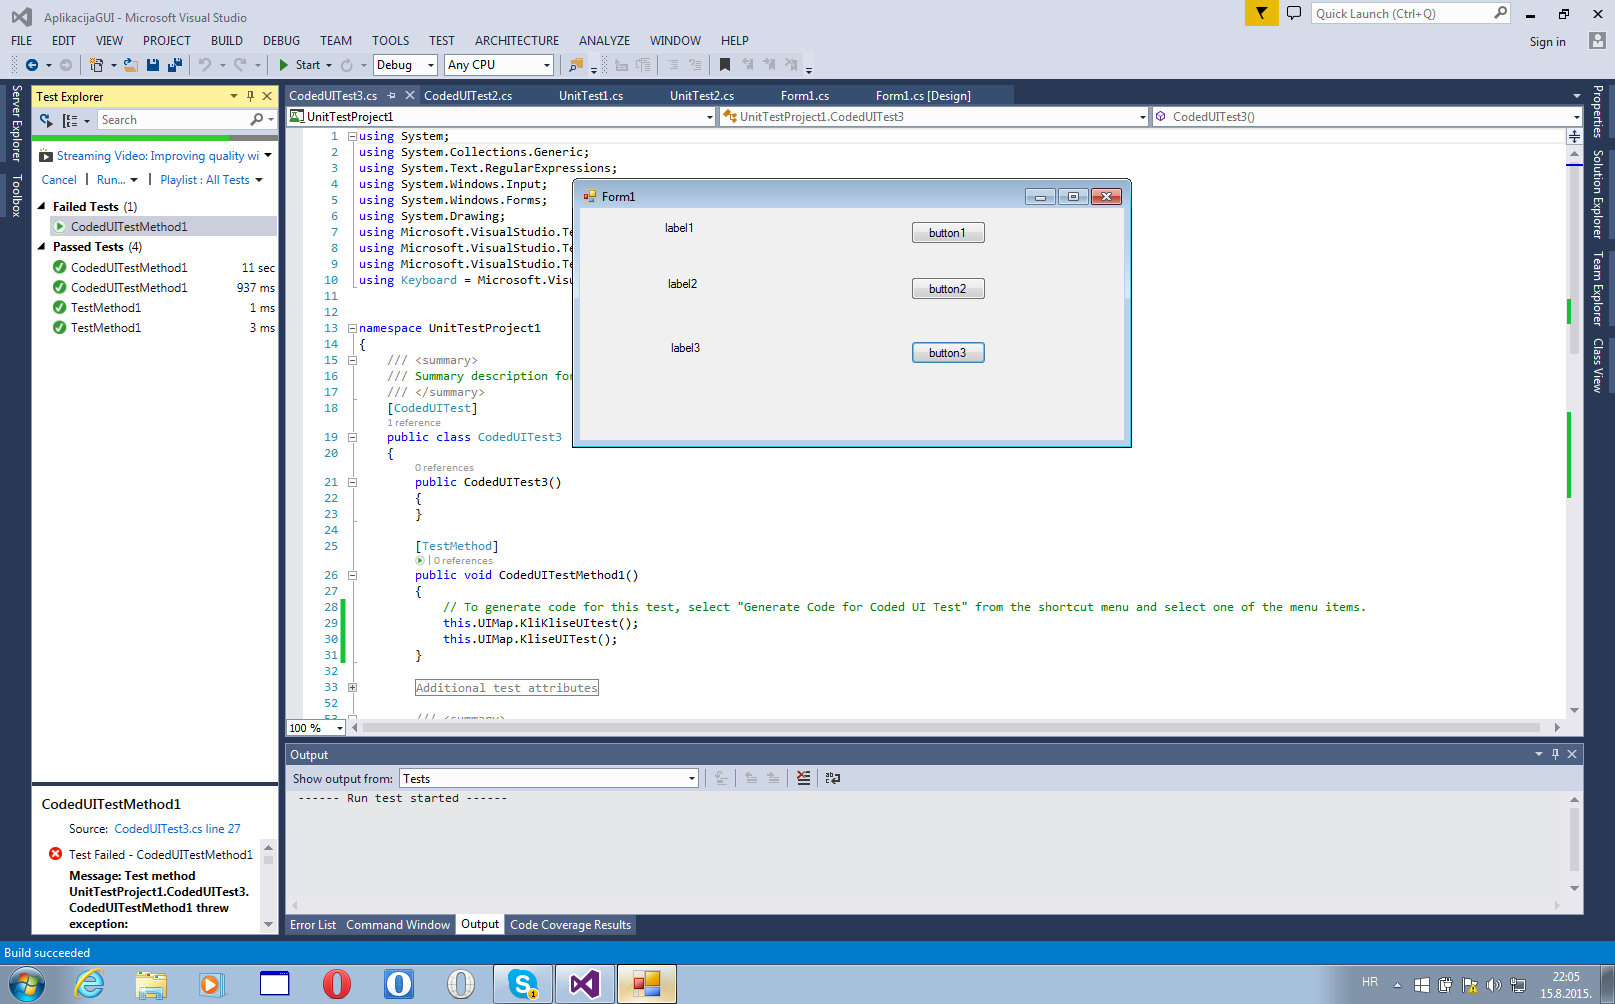 AplikacijaGUI - Microsoft Visual Studio
Quick Launch (Ctrl+Q)
FILE EDIT VIEW PROJECT BUILD DEBUG TEAM TOOLS TEST ARCHITECTURE ANALYZE WINDOW HELP
Sign in
Start Debug Any CPU
Server Explorer
Toolbox
Test Explorer
Search
Streaming Video: Improving quality wi
Cancel Run... Playlist : All Tests
Failed Tests (1)
CodedUITestMethod1
Passed Tests (4)
CodedUITestMethod1 11 sec
CodedUITestMethod1 937 ms
TestMethod1 1 ms
TestMethod1 3 ms
CodedUITestMethod1
Source: CodedUITest3.cs line 27
Test Failed - CodedUITestMethod1
Message: Test method
UnitTestProject1.CodedUITest3.
CodedUITestMethod1 threw
exception:
CodedUITest3.cs CodedUITest2.cs UnitTest1.cs UnitTest2.cs Form1.cs Form1.cs [Design]
UnitTestProject1 UnitTestProject1.CodedUITest3 CodedUITest3()
1 using System;
2 using System.Collections.Generic;
3 using System.Text.RegularExpressions;
4 using System.Windows.Input;
5 using System.Windows.Forms;
6 using System.Drawing;
7 using Microsoft.VisualStudio.Te
8 using Microsoft.VisualStudio.Te
9 using Microsoft.VisualStudio.Te
10 using Keyboard = Microsoft.Visu
11
12
13 namespace UnitTestProject1
14 {
15 /// <summary>
16 /// Summary description for
17 /// </summary>
18 [CodedUITest]
1 reference
19 public class CodedUITest3
20 {
0 references
21 public CodedUITest3()
22 {
23 }
24
25 [TestMethod]
| 0 references
26 public void CodedUITestMethod1()
27 {
28 // To generate code for this test, select "Generate Code for Coded UI Test" from the shortcut menu and select one of the menu items.
29 this.UIMap.KliKliseUItest();
30 this.UIMap.KliseUITest();
31 }
32
33 Additional test attributes
52
53 /// <summary>
100 %
Form1
label1 button1
label2 button2
label3 button3
Properties
Solution Explorer
Team Explorer
Class View
Output
Show output from: Tests
------ Run test started ------
Error List Command Window Output Code Coverage Results
Build succeeded
HR
22:05
15.8.2015.